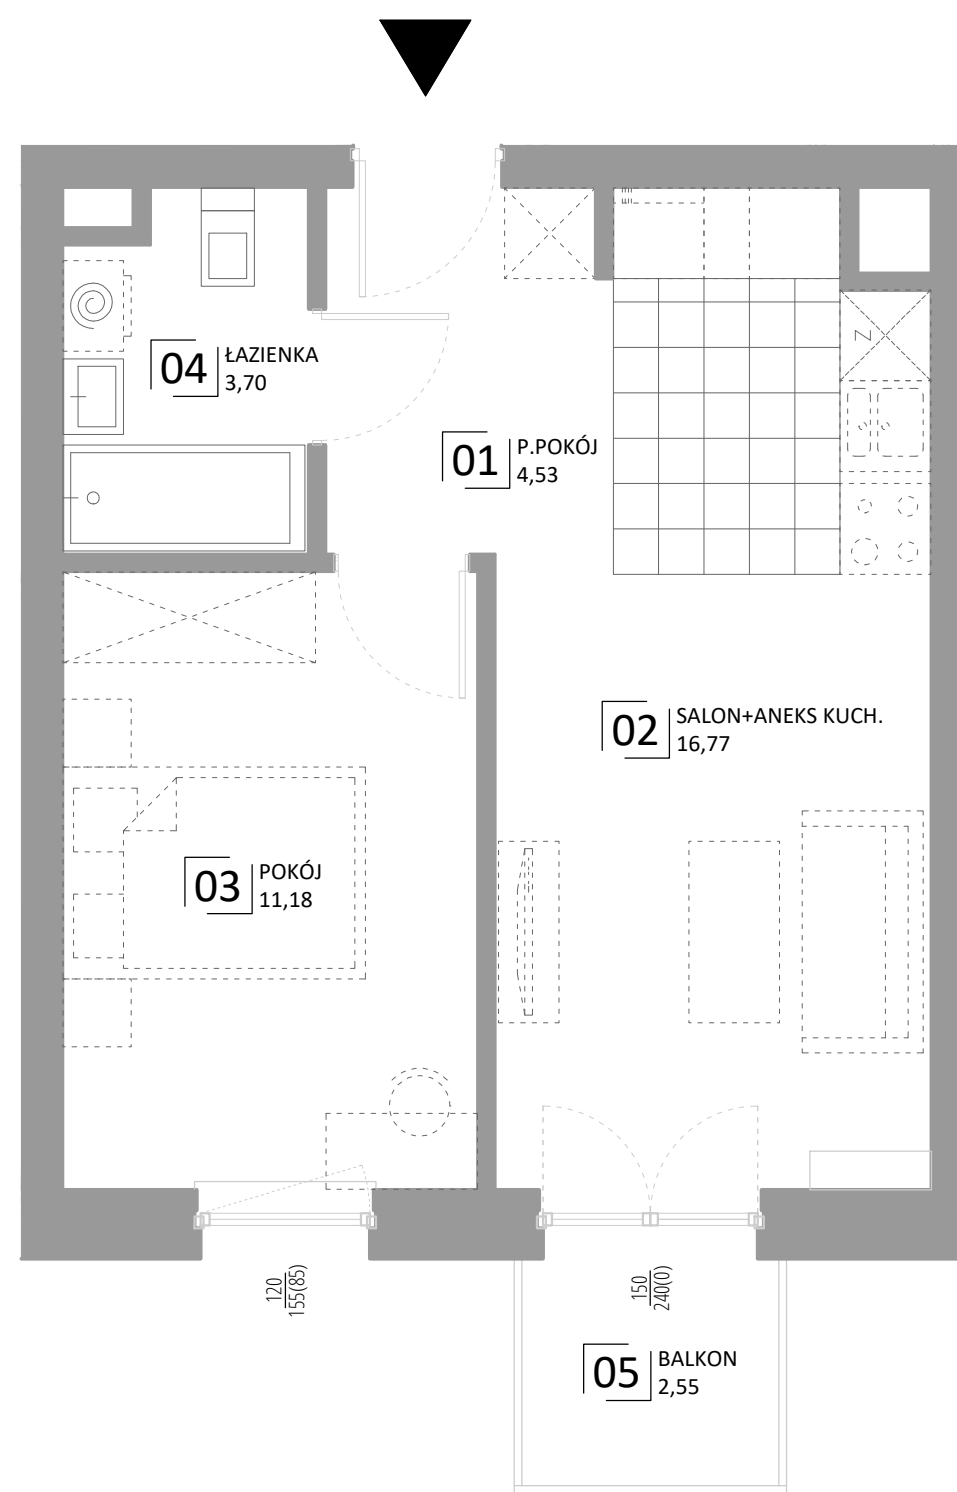 04
ŁAZIENKA
3,70
01
P.POKÓJ
4,53
Z
02
SALON+ANEKS KUCH.
16,77
03
POKÓJ
11,18
120
155(85)
150
240(0)
05
BALKON
2,55